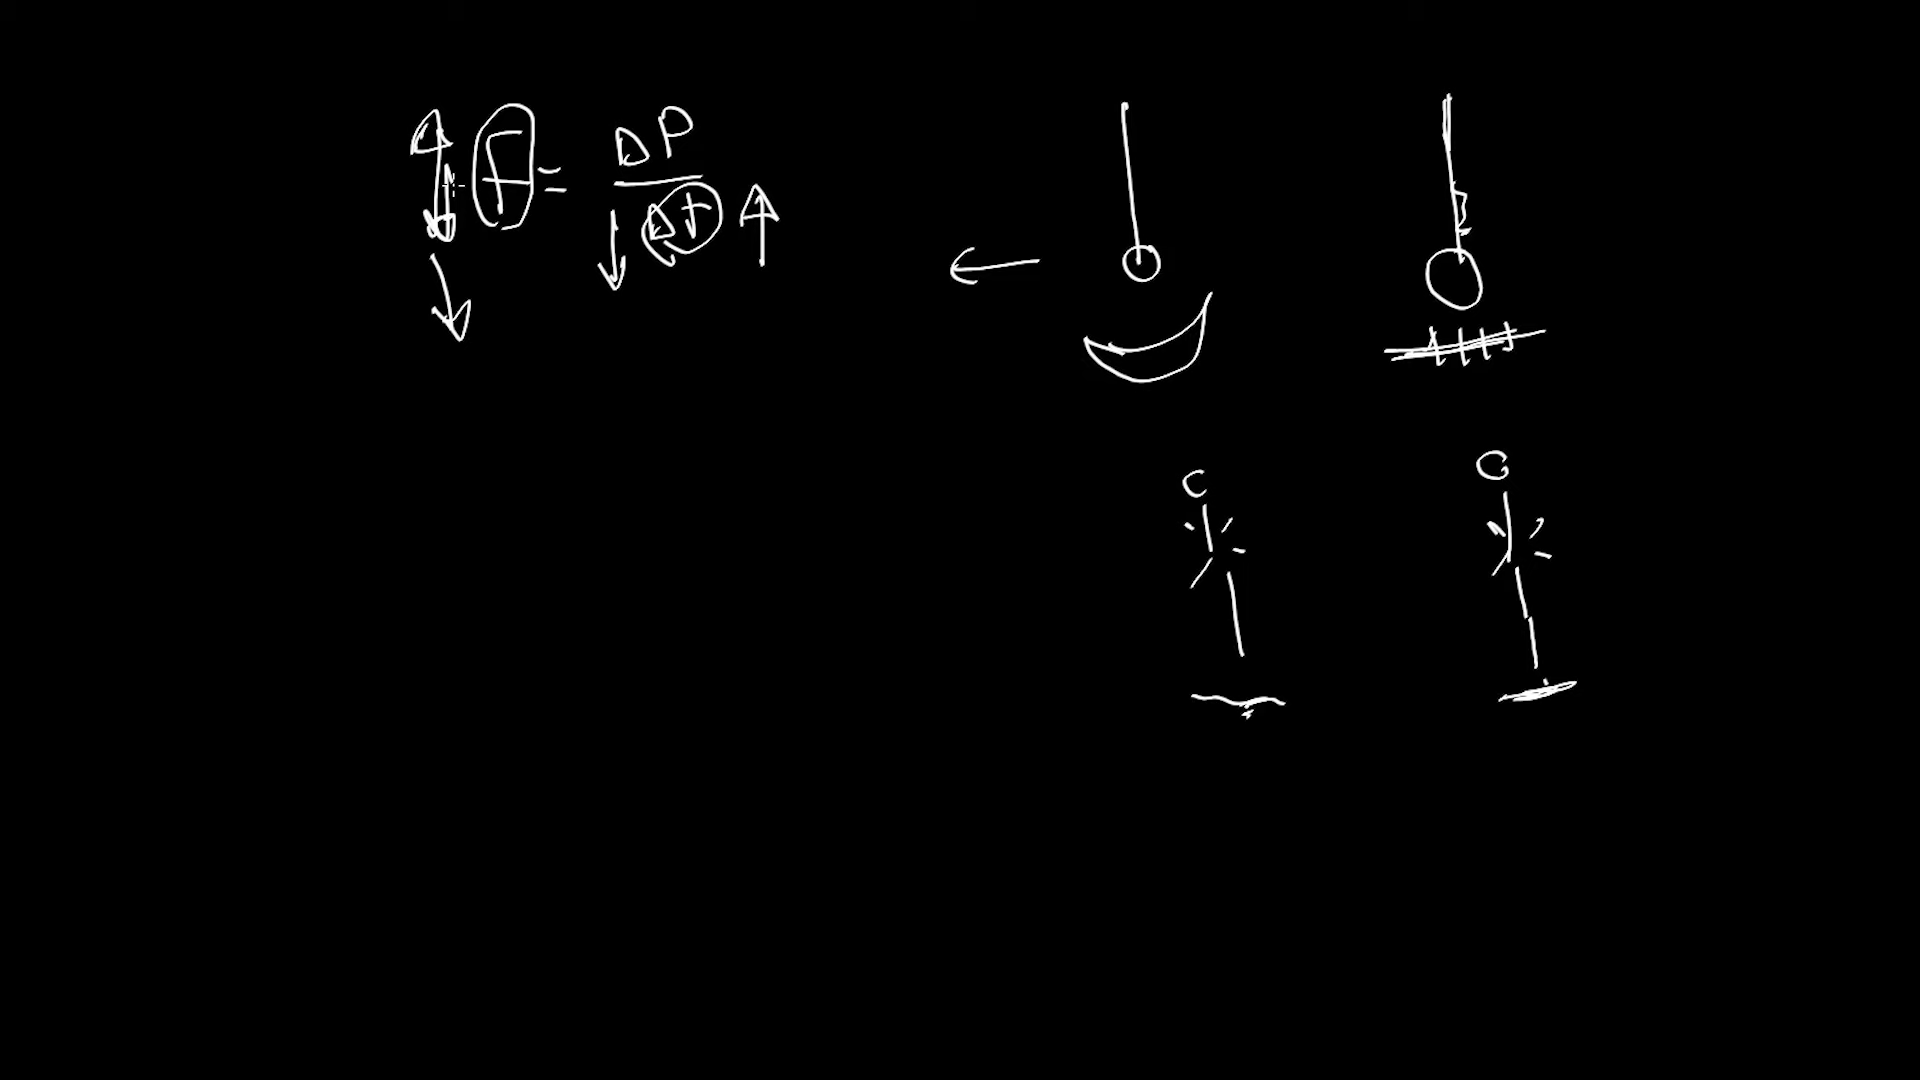 F = ΔP / Δt